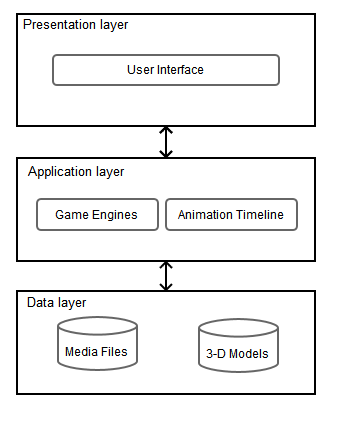 Presentation layer
User Interface
Application layer
Game Engines
Animation Timeline
Data layer
Media Files
3-D Models